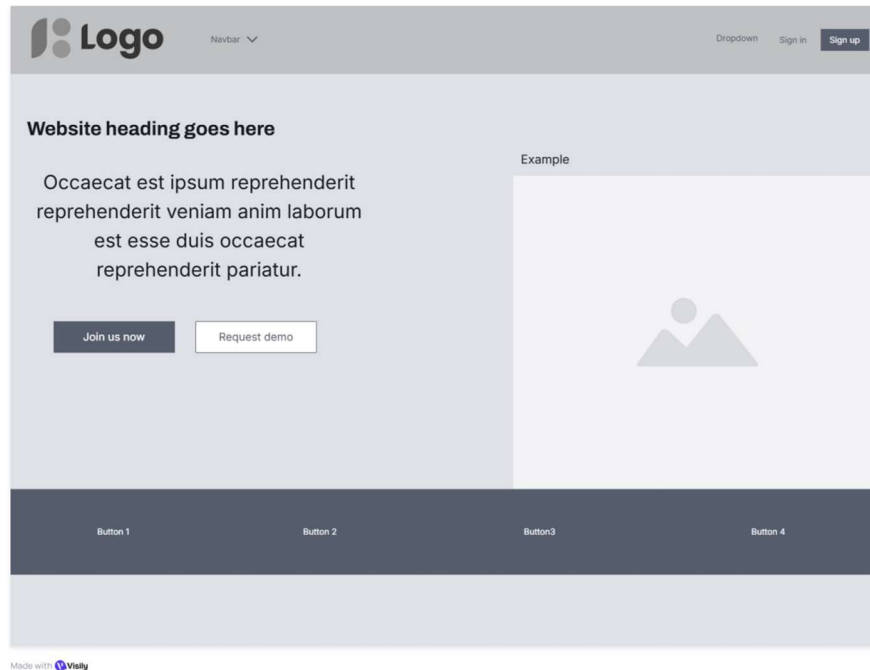 Logo
Navbar
Dropdown
Sign in
Sign up
Website heading goes here
Occaecat est ipsum reprehenderit
reprehenderit veniam anim laborum
est esse duis occaecat
reprehenderit pariatur.
Join us now
Request demo
Example
Button 1
Button 2
Button3
Button 4
Made with Visily